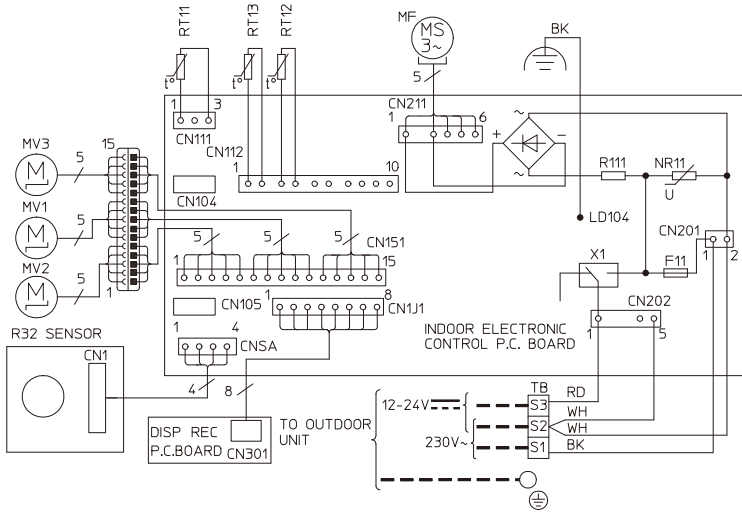 RT11
RT13
RT12
MF
MS
3~
BK
t°
t°
t°
5
1
3
CN111
CN211
1
6
~
+
−
~
R111
NR11
U
MV3
M
5
15
CN112
1
10
CN104
LD104
MV1
M
5
CN201
1
2
5
5
5
CN151
1
15
X1
F11
MV2
M
5
1
CN105
1
8
CN1J1
CN202
1
5
R32 SENSOR
CN1
1
4
CNSA
INDOOR ELECTRONIC
CONTROL P.C. BOARD
4
8
12-24V
TB
S3
RD
S2
WH
WH
230V~
S1
BK
DISP REC
P.C.BOARD
CN301
TO OUTDOOR
UNIT